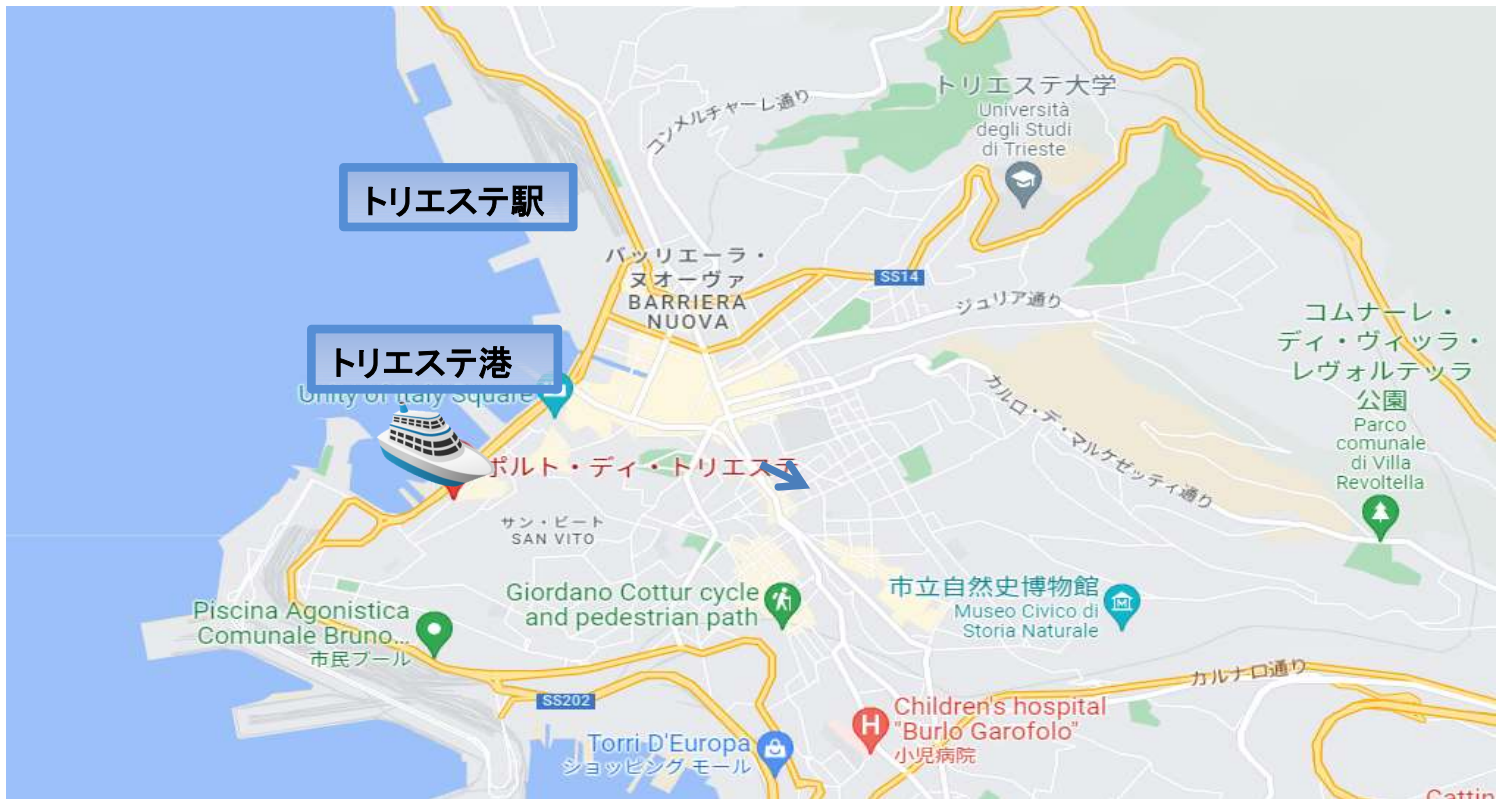 トリエステ大学
Università
degli Studi
di Trieste
コンメルチャーレ通り
トリエステ駅
バッリエーラ・
ヌオーヴァ
BARRIERA
NUOVA
SS14
ジュリア通り
コムナーレ・
ディ・ヴィッラ・
レヴォルテッラ
公園
Parco
comunale
di Villa
Revoltella
トリエステ港
Unity of Italy Square
カルロ・デ・マルケゼッティ通り
ポルト・ディ・トリエステ
サン・ビート
SAN VITO
Giordano Cottur cycle
and pedestrian path
市立自然史博物館
Museo Civico di
Storia Naturale
Piscina Agonistica
Comunale Bruno...
市民プール
カルナロ通り
SS202
Children's hospital
"Burlo Garofolo"
小児病院
Torri D'Europa
ショッピング モール
Cattin